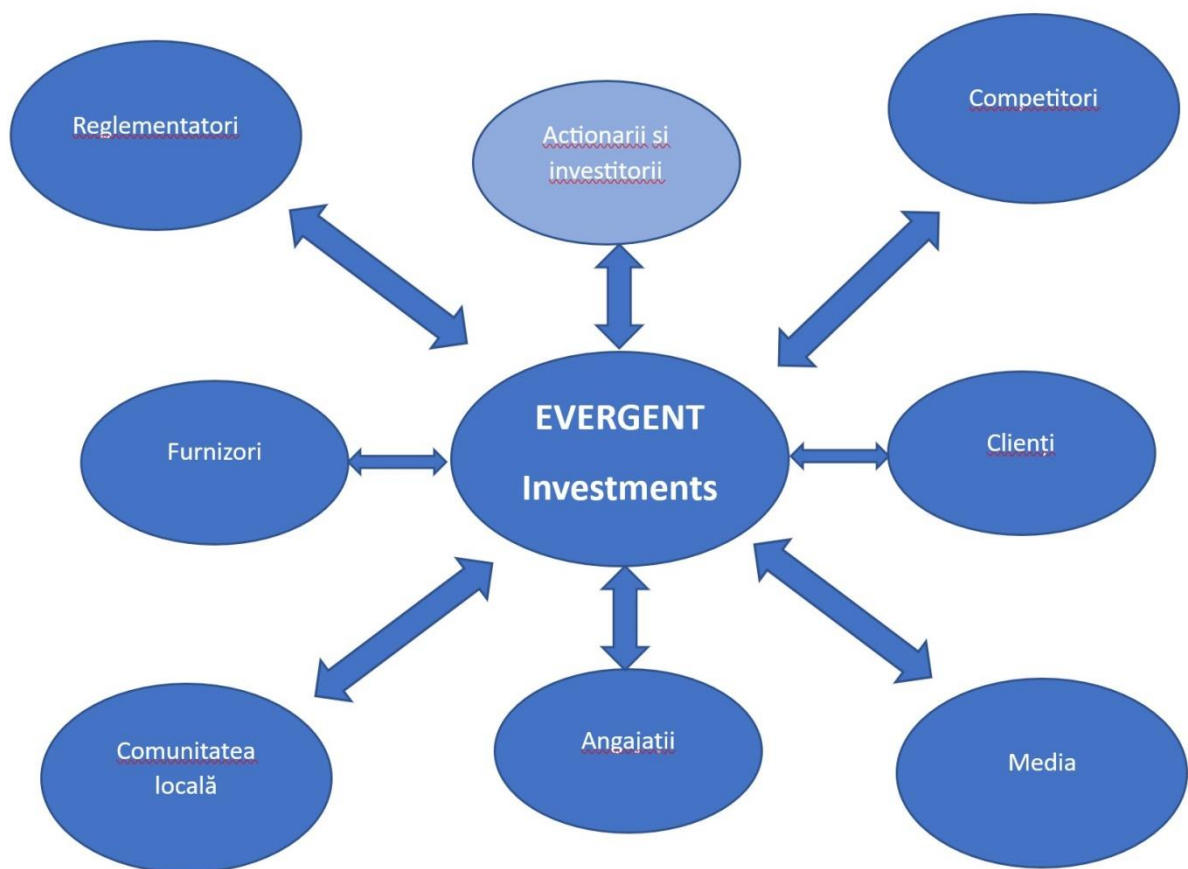 Reglementatori
Actionarii si
investitorii
Competitori
Furnizori
EVERGENT
Investments
Clienți
Comunitatea
locală
Angajații
Media